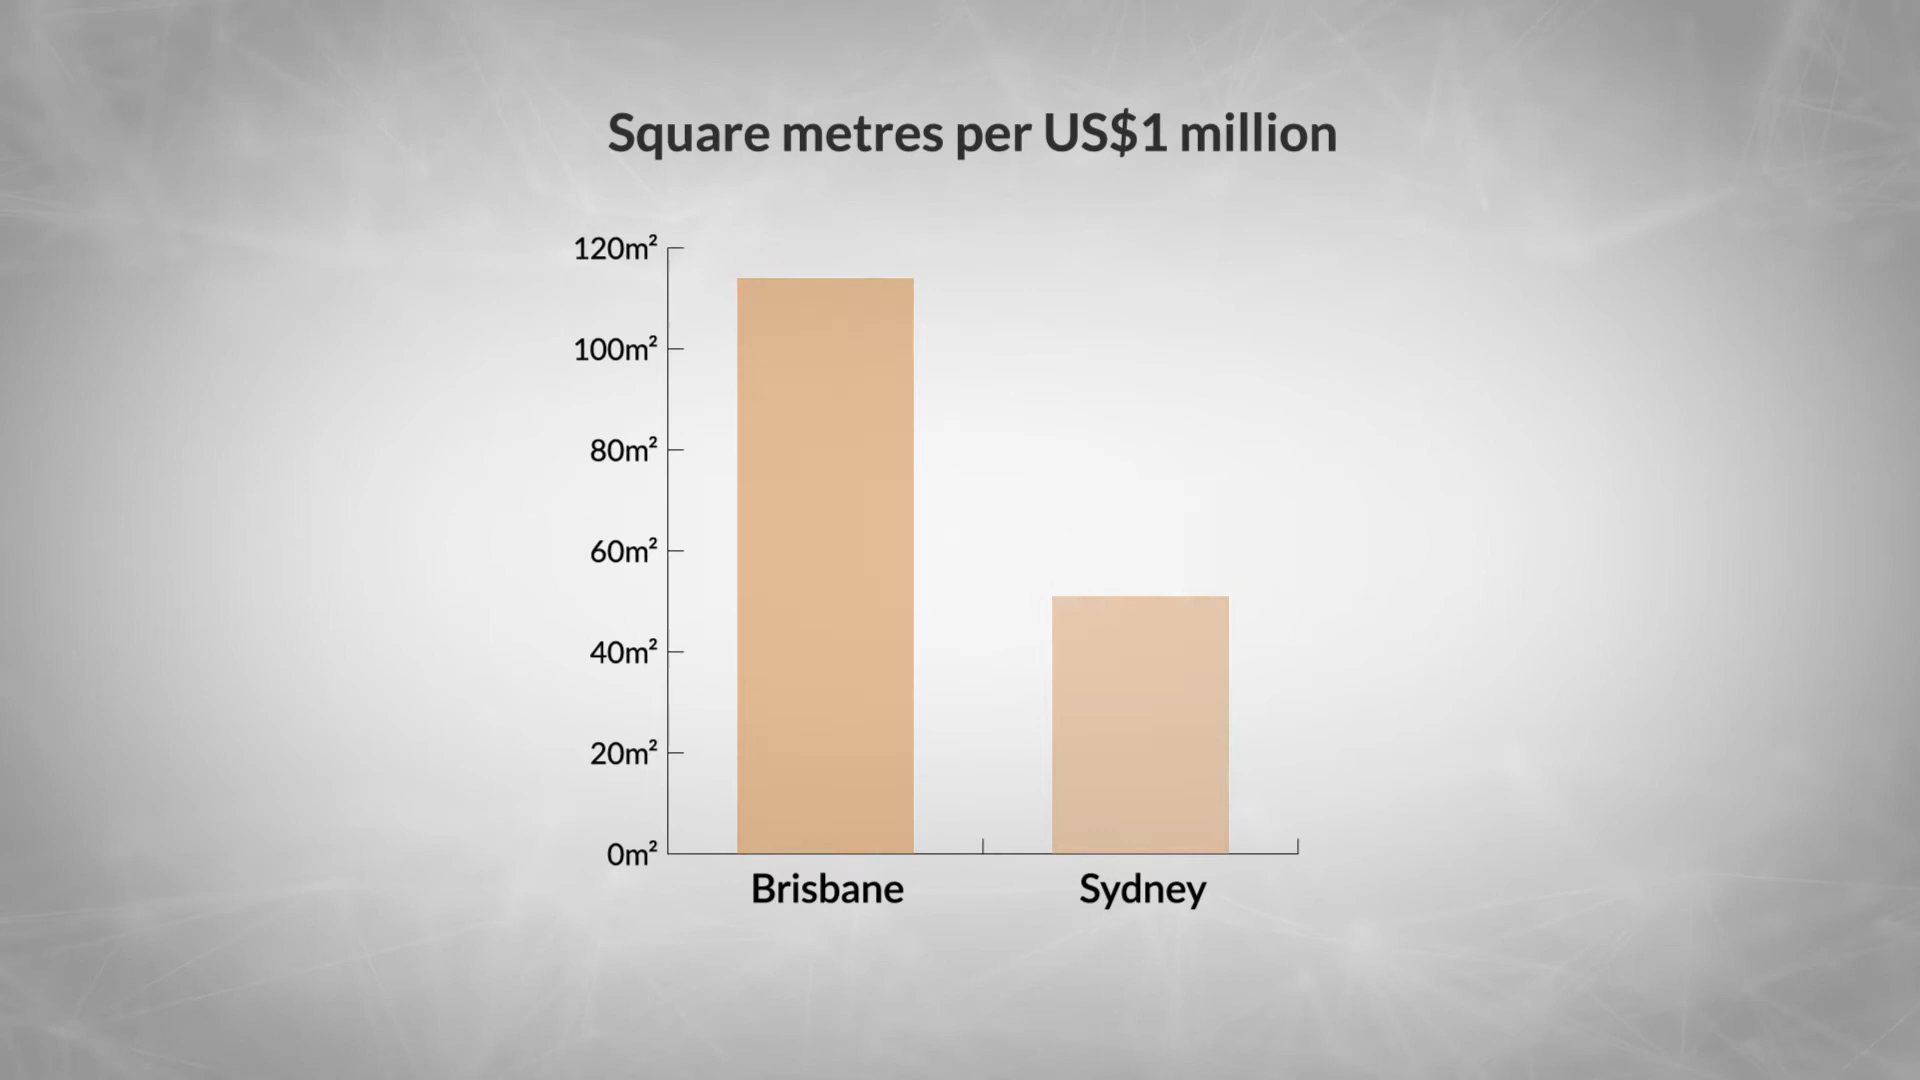 Square metres per US$1 million
120m²
100m²
80m²
60m²
40m²
20m²
0m²
Brisbane
Sydney